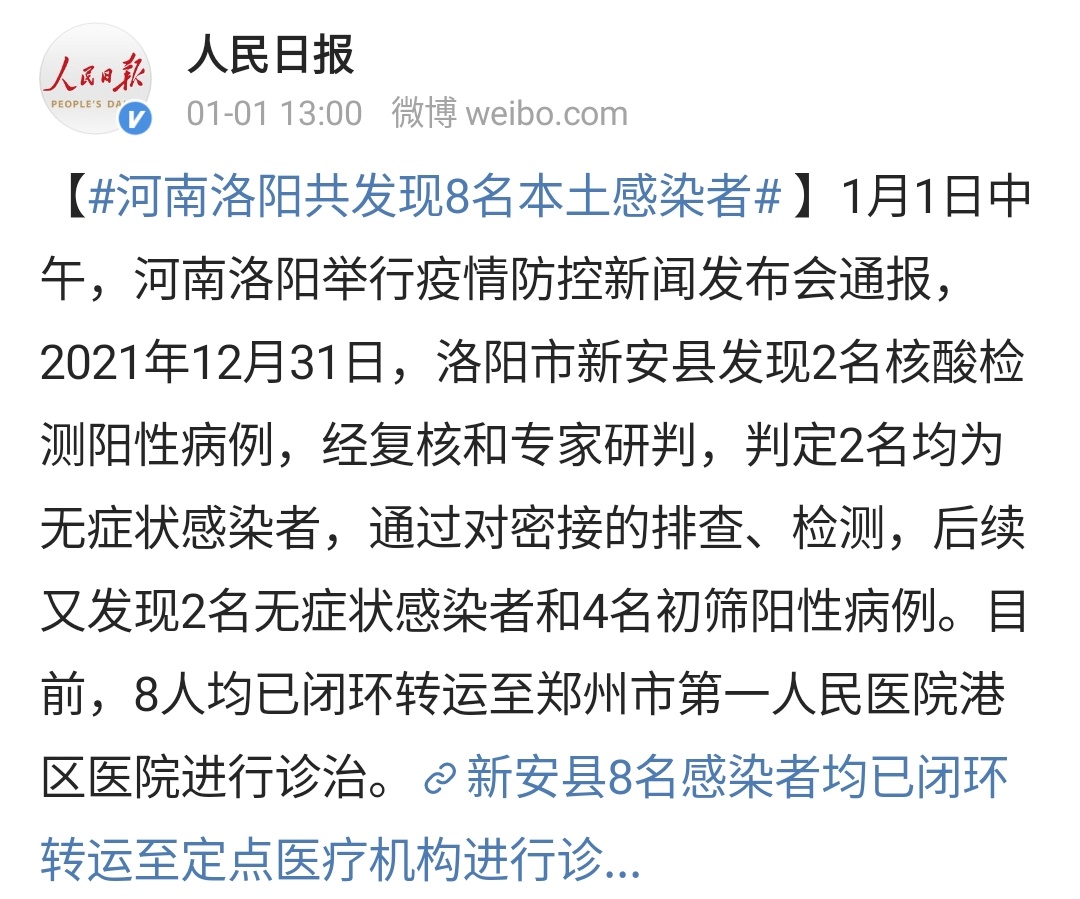 人民日报
人民日报
PEOPLE'S DA
01-01 13:00 微博 weibo.com
【#河南洛阳共发现8名本土感染者#】1月1日中
午，河南洛阳举行疫情防控新闻发布会通报，
2021年12月31日，洛阳市新安县发现2名核酸检
测阳性病例，经复核和专家研判，判定2名均为
无症状感染者，通过对密接的排查、检测，后续
又发现2名无症状感染者和4名初筛阳性病例。目
前，8人均已闭环转运至郑州市第一人民医院港
区医院进行诊治。新安县8名感染者均已闭环
转运至定点医疗机构进行诊...